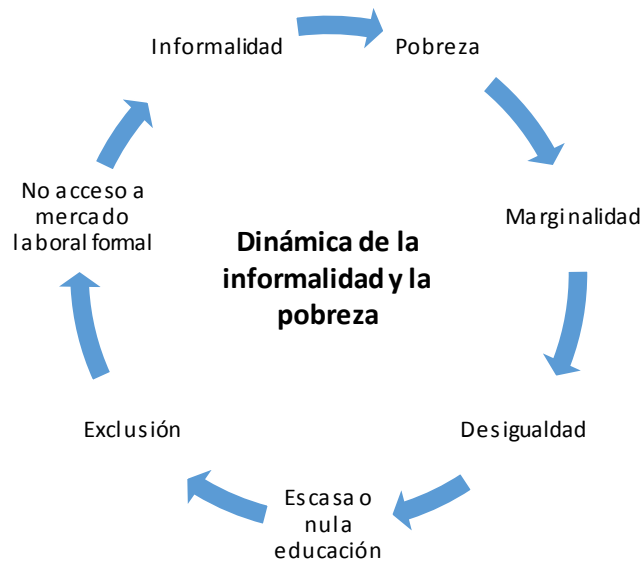 Informalidad
Pobreza
Marginalidad
Desigualdad
Escasa o
nula
educación
Exclusión
No acceso a
mercado
laboral formal
Dinámica de la
informalidad y la
pobreza